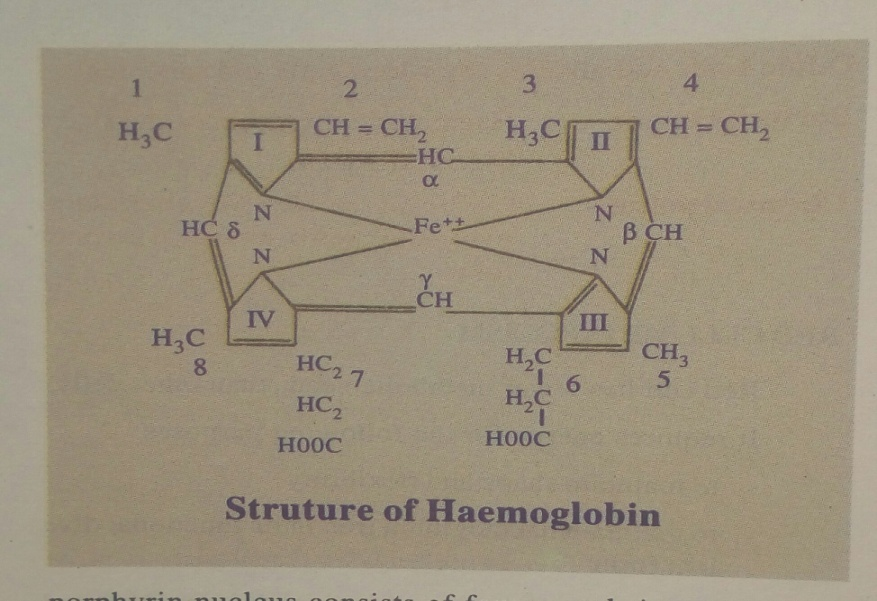 1 2 3 4
H₃C I CH = CH₂ H₃C II CH = CH₂
HC
α
N N
HC δ Fe⁺⁺ β CH
N N
γ
CH
IV III
H₃C H₂C CH₃
8 HC₂ 7 6 5
HC₂ H₂C
HOOC HOOC
Struture of Haemoglobin